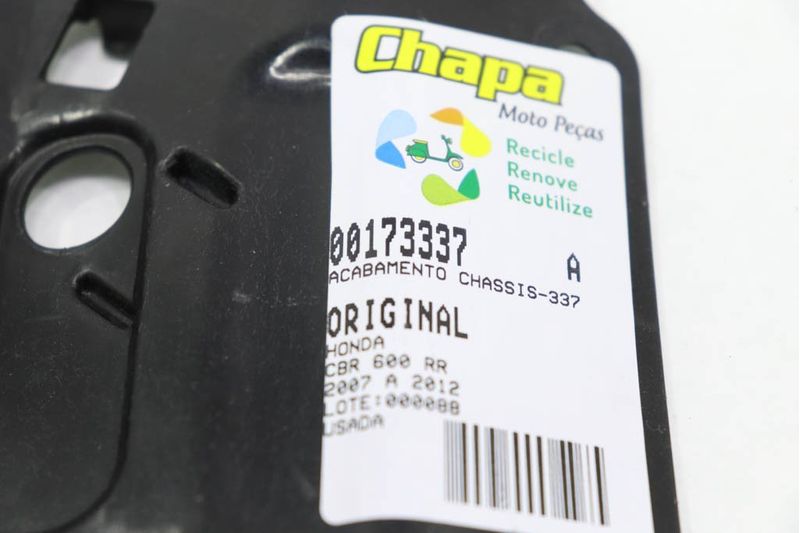 Chapa
Moto Peças
Recicle
Renove
Reutilize
00173337 A
ACABAMENTO CHASSIS-337
ORIGINAL
HONDA
CBR 600 RR
2007 A 2012
LOTE:000088
USADA